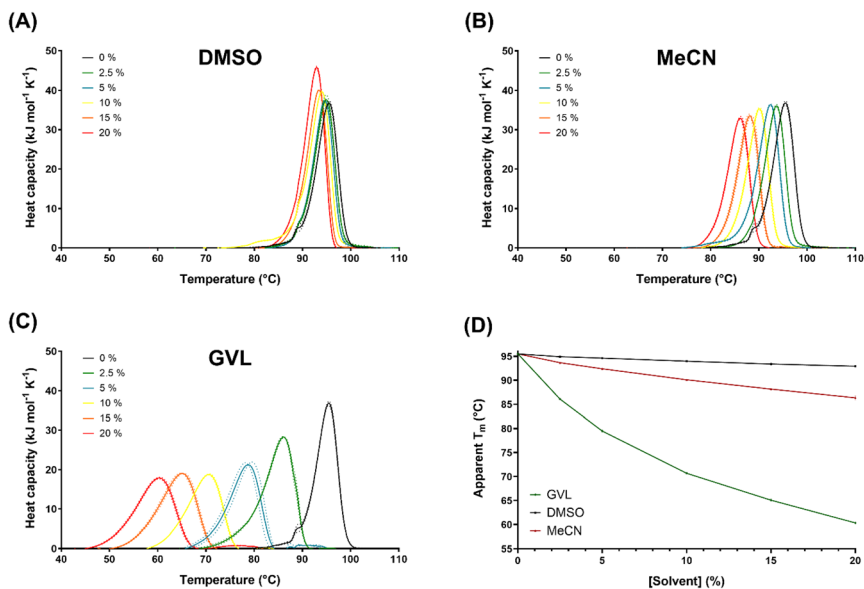 (A)
DMSO
Heat capacity (kJ mol⁻¹ K⁻¹)
50
40
30
20
10
0
0 %
2.5 %
5 %
10 %
15 %
20 %
40 50 60 70 80 90 100 110
Temperature (°C)
(B)
MeCN
Heat capacity (kJ mol⁻¹ K⁻¹)
50
40
30
20
10
0
0 %
2.5 %
5 %
10 %
15 %
20 %
40 50 60 70 80 90 100 110
Temperature (°C)
(C)
GVL
Heat capacity (kJ mol⁻¹ K⁻¹)
50
40
30
20
10
0
0 %
2.5 %
5 %
10 %
15 %
20 %
40 50 60 70 80 90 100 110
Temperature (°C)
(D)
Apparent Tm (°C)
95
90
85
80
75
70
65
60
55
GVL
DMSO
MeCN
0 5 10 15 20
[Solvent] (%)